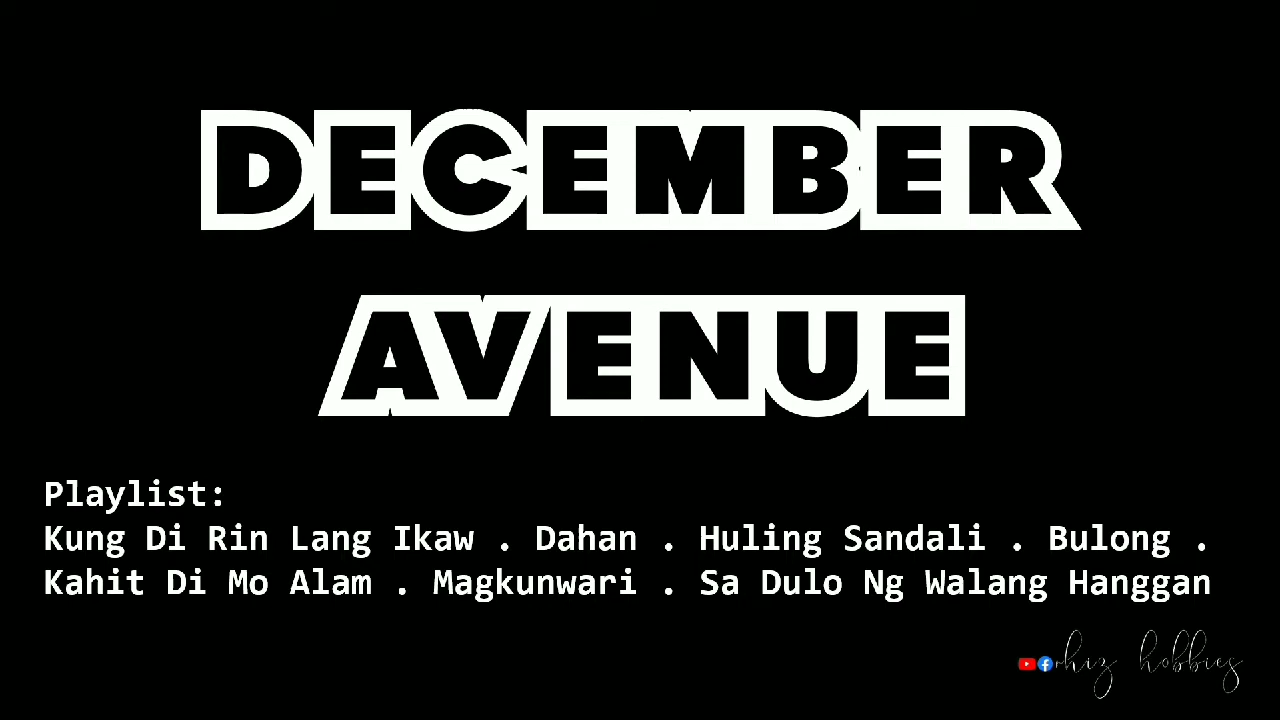 DECEMBER
AVENUE
Playlist:
Kung Di Rin Lang Ikaw . Dahan . Huling Sandali . Bulong .
Kahit Di Mo Alam . Magkunwari . Sa Dulo Ng Walang Hanggan
whiz hobbies